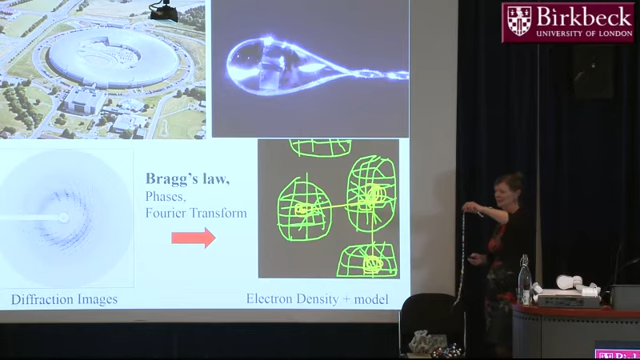 Birkbeck
UNIVERSITY OF LONDON
Bragg's law,
Phases,
Fourier Transform
Diffraction Images
Electron Density + model